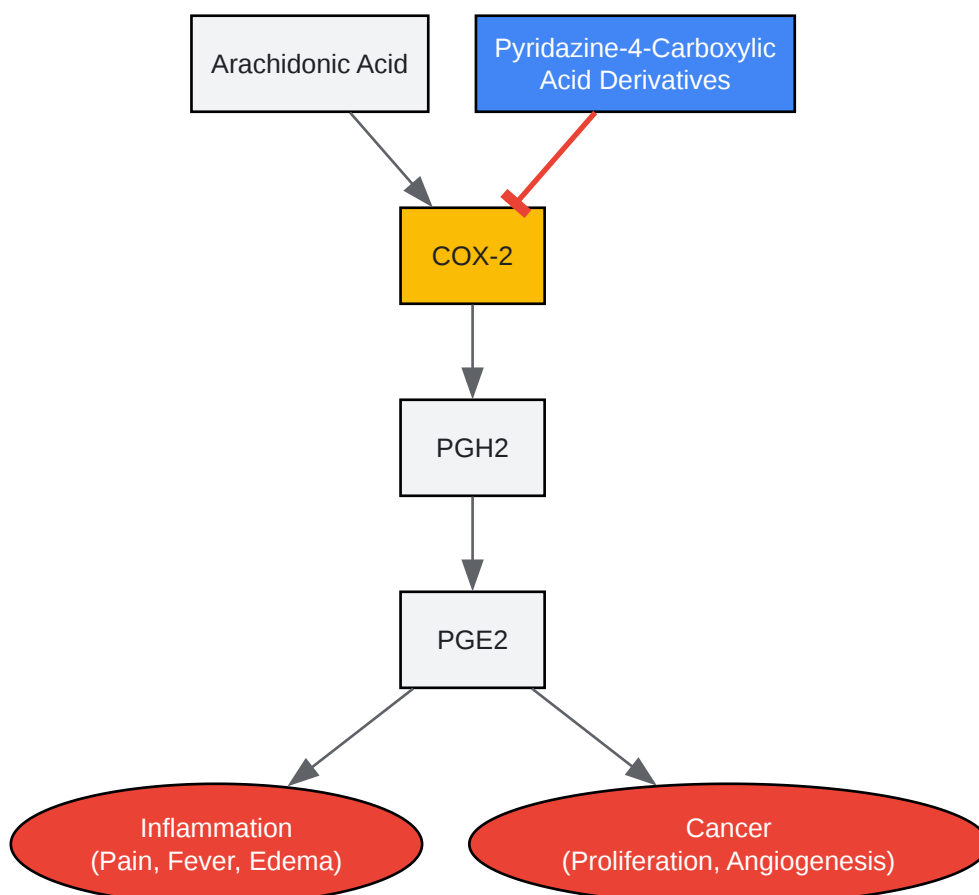 Arachidonic Acid
Pyridazine-4-Carboxylic
Acid Derivatives
COX-2
PGH2
PGE2
Inflammation
(Pain, Fever, Edema)
Cancer
(Proliferation, Angiogenesis)